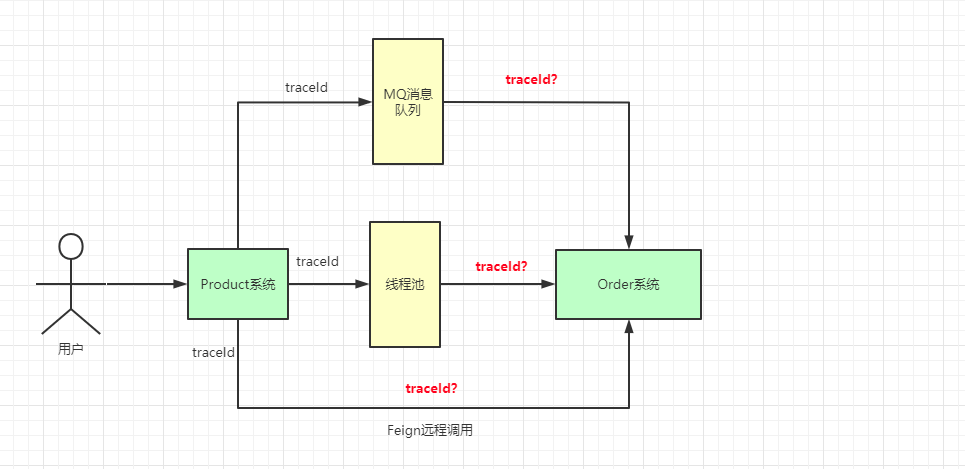 traceId
MQ消息
队列
traceId?
用户
Product系统
traceId
线程池
traceId?
Order系统
traceId
traceId?
Feign远程调用